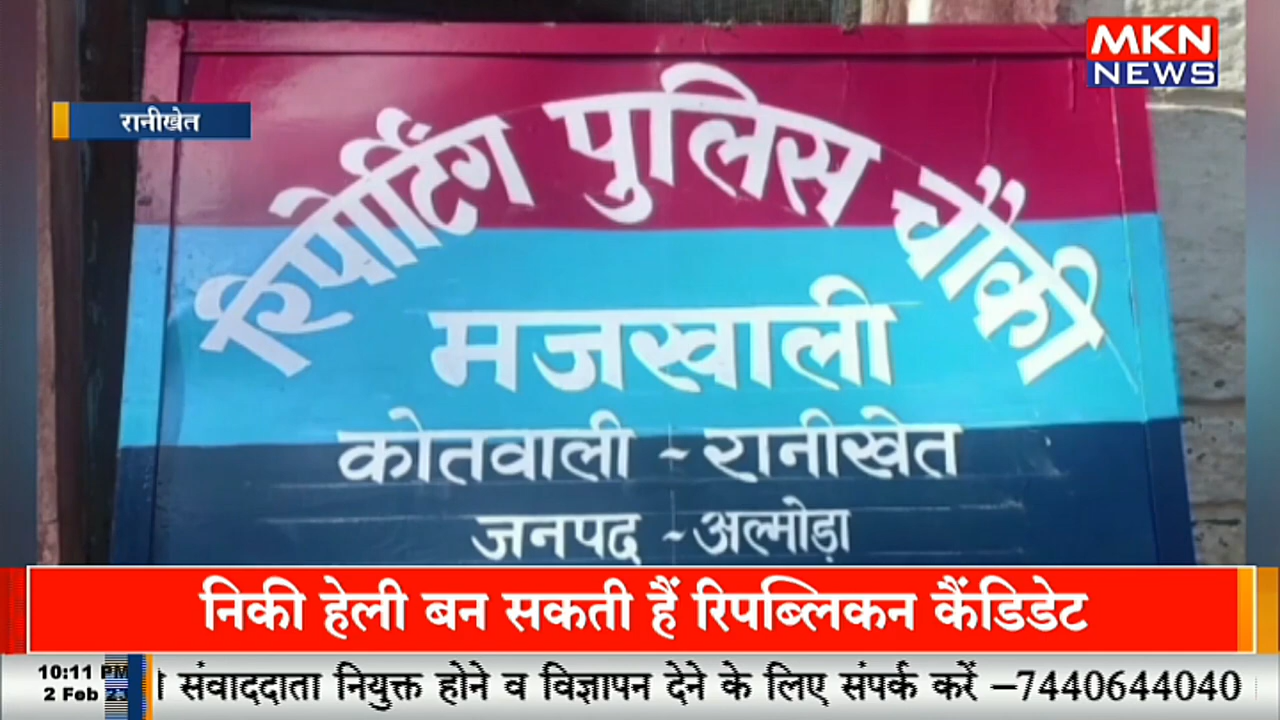 MKN
NEWS
रानीखेत
रिपोर्टिंग पुलिस चौकी
मजखाली
कोतवाली - रानीखेत
जनपद - अल्मोड़ा
निकी हेली बन सकती हैं रिपब्लिकन कैंडिडेट
10:11 PM
2 Feb
संवाददाता नियुक्त होने व विज्ञापन देने के लिए संपर्क करें –7440644040